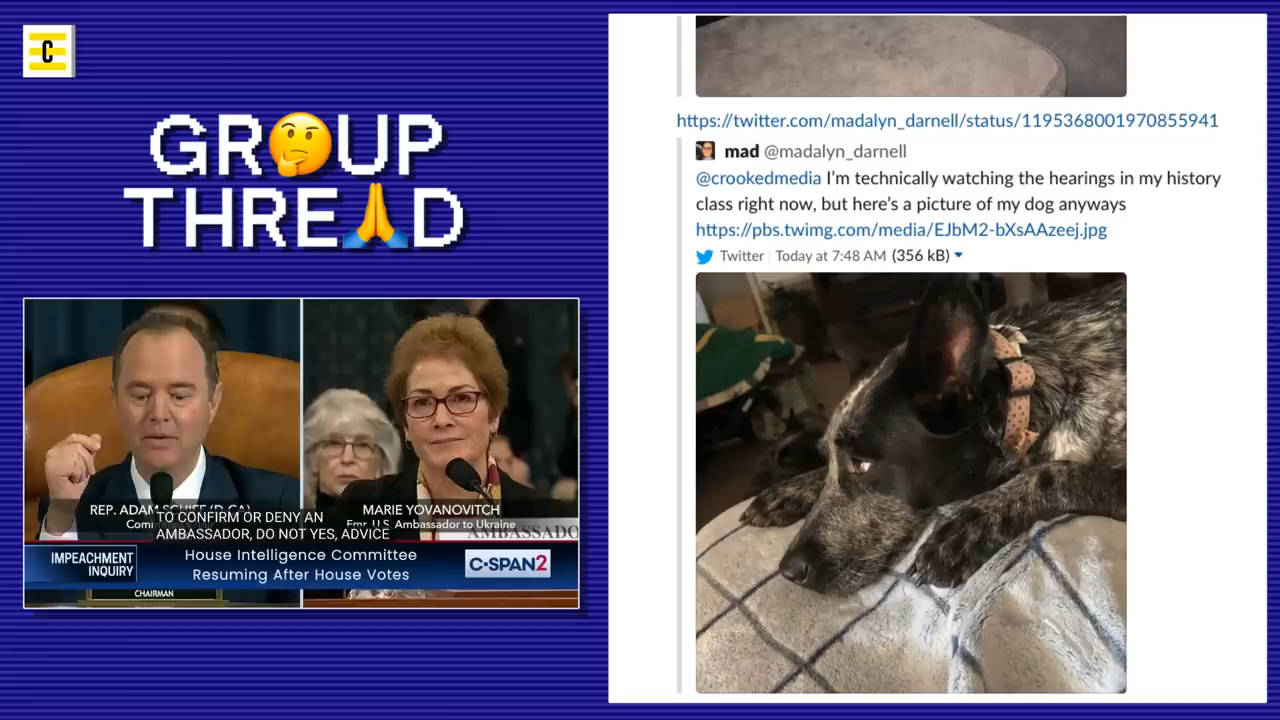 C
GR🤔UP
THRE🙏D
REP. ADAM SCHIFF (D-CA)
TO CONFIRM OR DENY AN
AMBASSADOR, DO NOT YES, ADVICE
MARIE YOVANOVITCH
Fmr. U.S. Ambassador to Ukraine
AMBASSADO
IMPEACHMENT
INQUIRY
House Intelligence Committee
Resuming After House Votes
C-SPAN2
CHAIRMAN
https://twitter.com/madalyn_darnell/status/1195368001970855941
mad @madalyn_darnell
@crookedmedia I’m technically watching the hearings in my history
class right now, but here’s a picture of my dog anyways
https://pbs.twimg.com/media/EJbM2-bXsAAzeej.jpg
Twitter | Today at 7:48 AM (356 kB)